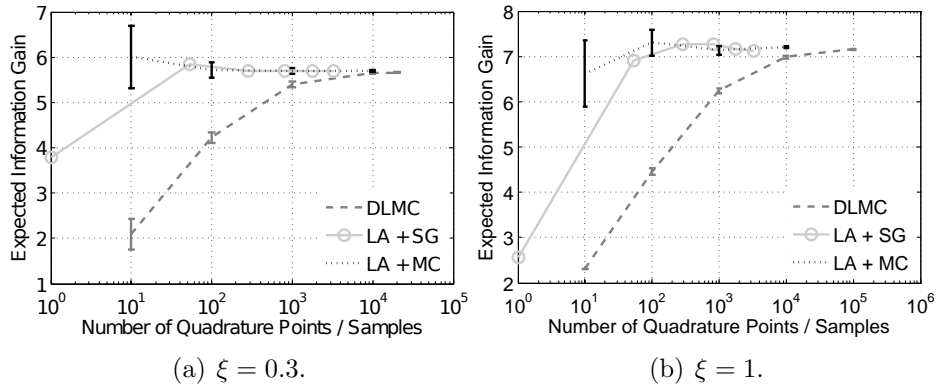 8
7
6
5
4
3
2
1
Expected Information Gain
DLMC
LA + SG
LA + MC
10^0 10^1 10^2 10^3 10^4 10^5
Number of Quadrature Points / Samples
(a) ξ = 0.3.
8
7
6
5
4
3
2
Expected Information Gain
DLMC
LA + SG
LA + MC
10^0 10^1 10^2 10^3 10^4 10^5 10^6
Number of Quadrature Points / Samples
(b) ξ = 1.